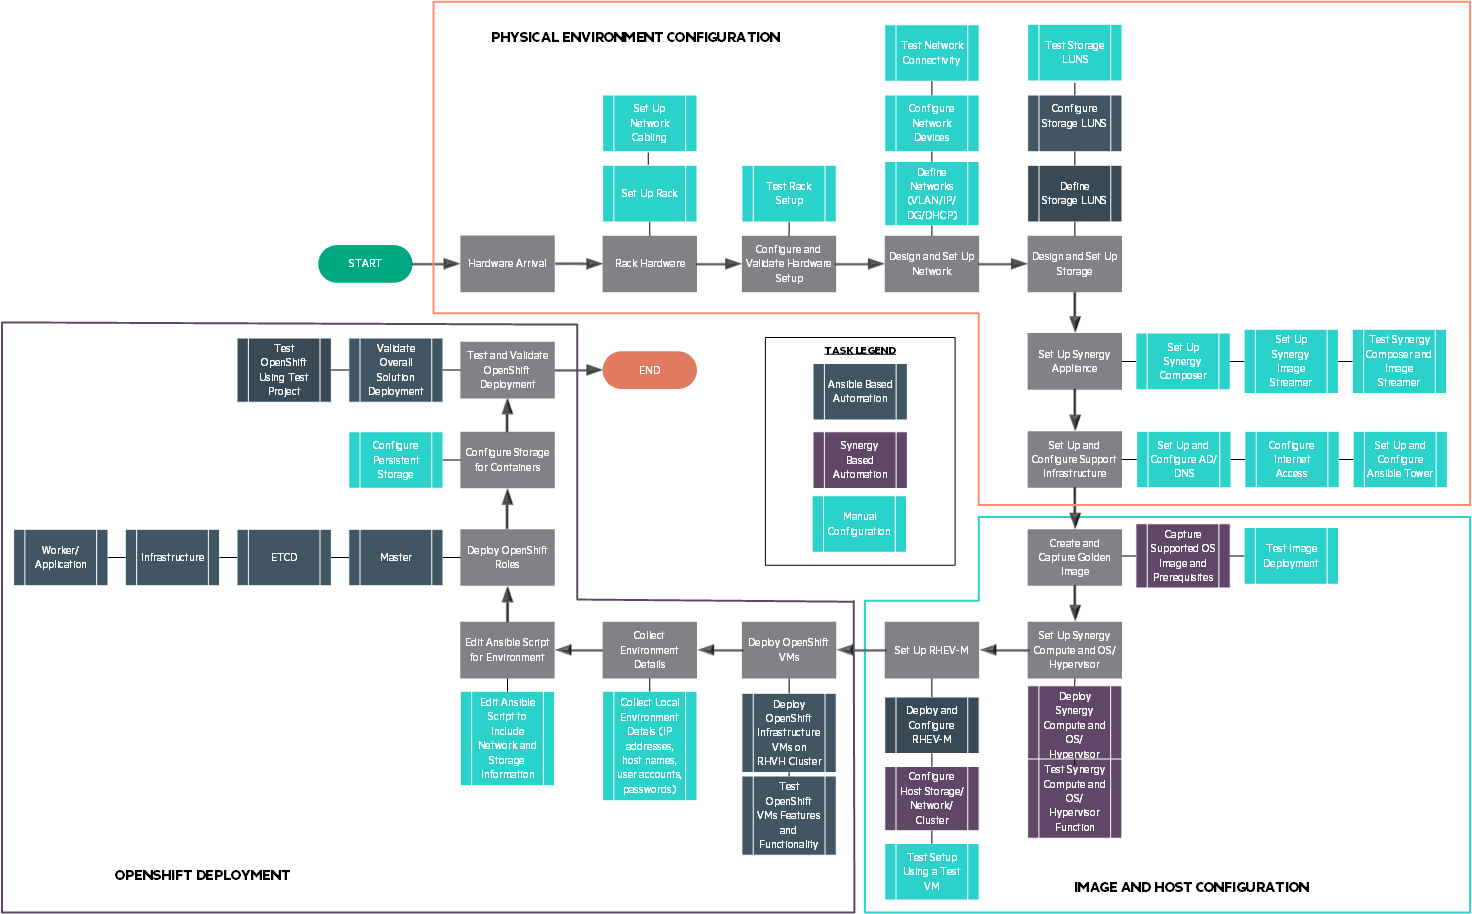 PHYSICAL ENVIRONMENT CONFIGURATION
Test Network
Connectivity
Test Storage
LUNS
Set Up
Network
Cabling
Configure
Network
Devices
Configure
Storage LUNS
Set Up Rack
Test Rack
Setup
Define
Networks
(VLAN/IP/
DG/DHCP)
Define
Storage LUNS
START
Hardware Arrival
Rack Hardware
Configure and
Validate Hardware
Setup
Design and Set Up
Network
Design and Set Up
Storage
Set Up Synergy
Appliance
Set Up
Synergy
Composer
Set Up
Synergy
Image
Streamer
Test Synergy
Composer and
Image
Streamer
Set Up and
Configure Support
Infrastructure
Set Up and
Configure AD/
DNS
Configure
Internet
Access
Set Up and
Configure
Ansible Tower
TASK LEGEND
Ansible Based
Automation
Synergy
Based
Automation
Manual
Configuration
Test
OpenShift
Using Test
Project
Validate
Overall
Solution
Deployment
Test and Validate
OpenShift
Deployment
END
Configure
Persistent
Storage
Configure Storage
for Containers
Worker/
Application
Infrastructure
ETCD
Master
Deploy OpenShift
Roles
Create and
Capture Golden
Image
Capture
Supported OS
Image and
Prerequisites
Test Image
Deployment
Edit Ansible Script
for Environment
Collect
Environment
Details
Deploy OpenShift
VMs
Set Up RHEV-M
Set Up Synergy
Compute and OS/
Hypervisor
Edit Ansible
Script to
Include
Network and
Storage
Information
Collect Local
Environment
Detals (IP
addresses,
host names,
user accounts,
passwords)
Deploy
OpenShift
Infrastructure
VMs on
RHVH Cluster
Test
OpenShift
VMs Features
and
Functionality
Deploy and
Configure
RHEV-M
Configure
Host Storage/
Network/
Cluster
Test Setup
Using a Test
VM
Deploy
Synergy
Compute and
OS/
Hypervisor
Test Synergy
Compute and
OS/
Hypervisor
Function
OPENSHIFT DEPLOYMENT
IMAGE AND HOST CONFIGURATION